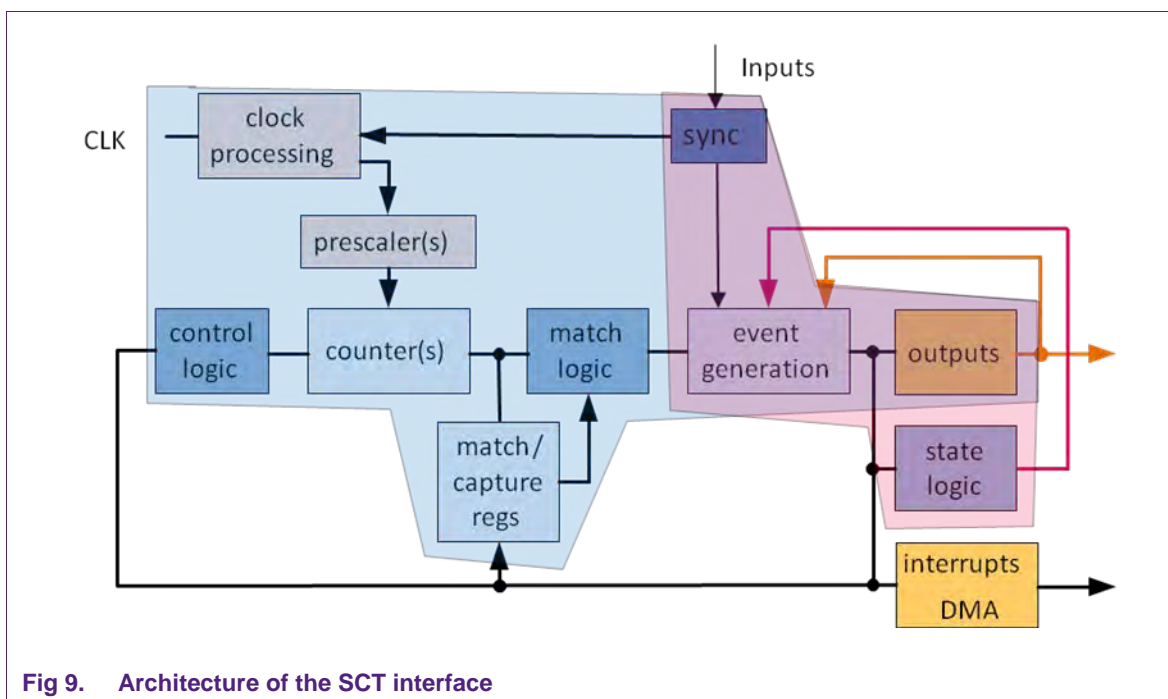 Inputs
CLK
clock
processing
sync
prescaler(s)
control
logic
counter(s)
match
logic
event
generation
outputs
match/
capture
regs
state
logic
interrupts
DMA
Fig 9. Architecture of the SCT interface